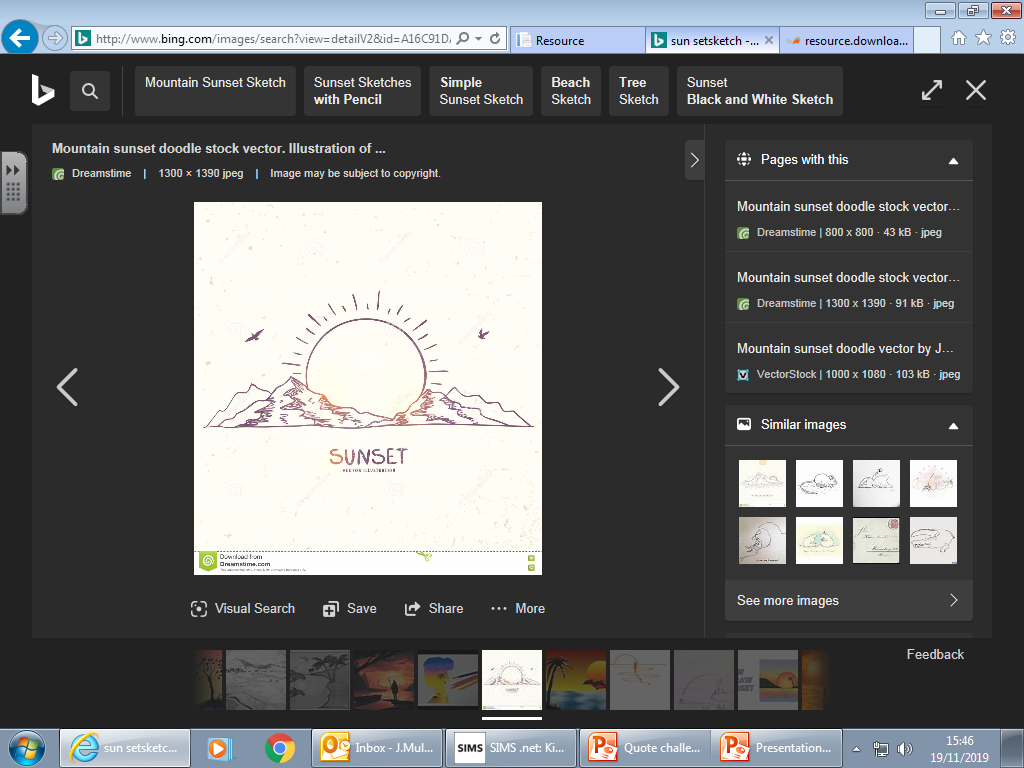 http://www.bing.com/images/search?view=detailV2&id=A16C91D
Resource
sun setsketch -...
resource.downloa...
Mountain Sunset Sketch
Sunset Sketches
with Pencil
Simple
Sunset Sketch
Beach
Sketch
Tree
Sketch
Sunset
Black and White Sketch
Mountain sunset doodle stock vector. Illustration of ...
Dreamstime | 1300 × 1390 jpeg | Image may be subject to copyright.
SUNSET
VECTOR ILLUSTRATION
Download from
Dreamstime.com
Visual Search
Save
Share
More
Pages with this
Mountain sunset doodle stock vector...
Dreamstime | 800 x 800 · 43 kB · jpeg
Mountain sunset doodle stock vector...
Dreamstime | 1300 x 1390 · 91 kB · jpeg
Mountain sunset doodle vector by J...
VectorStock | 1000 x 1080 · 103 kB · jpeg
Similar images
See more images
Feedback
sun setsketc...
Inbox - J.Mul...
SIMS
SIMS .net: Ki...
Quote challe...
Presentation...
15:46
19/11/2019